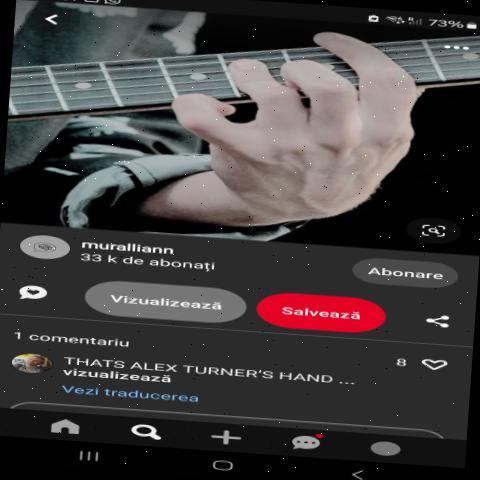 73%
muralliann
33 k de abonați
Abonare
Vizualizează
Salvează
1 comentariu
THATS ALEX TURNER'S HAND ...
8
vizualizează
Vezi traducerea